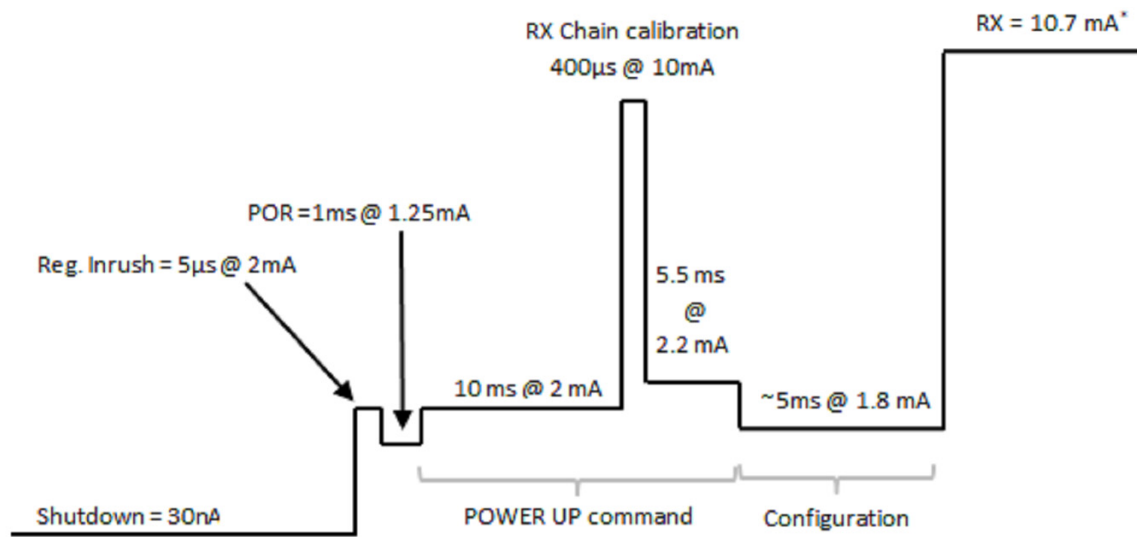 RX = 10.7 mA*
RX Chain calibration
400µs @ 10mA
POR =1ms @ 1.25mA
Reg. Inrush = 5µs @ 2mA
5.5 ms
@
2.2 mA
10 ms @ 2 mA
~5ms @ 1.8 mA
Shutdown = 30nA
POWER UP command
Configuration